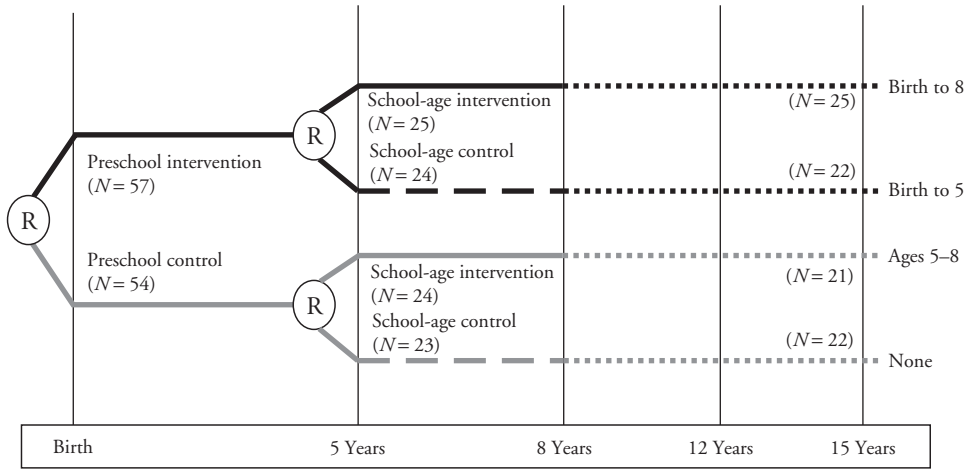 Birth to 8
School-age intervention
(N= 25)
(N= 25)
R
School-age control
(N= 24)
Preschool intervention
(N= 57)
(N= 22)
Birth to 5
R
Preschool control
(N= 54)
Ages 5–8
School-age intervention
(N= 24)
(N= 21)
R
School-age control
(N= 23)
(N= 22)
None
Birth
5 Years
8 Years
12 Years
15 Years